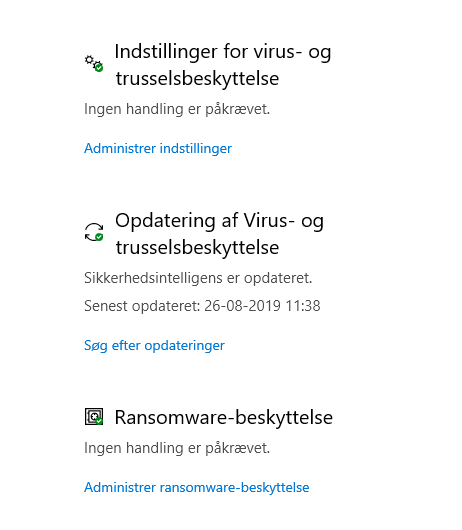 Indstillinger for virus- og
trusselsbeskyttelse
Ingen handling er påkrævet.
Administrer indstillinger
Opdatering af Virus- og
trusselsbeskyttelse
Sikkerhedsintelligens er opdateret.
Senest opdateret: 26-08-2019 11:38
Søg efter opdateringer
Ransomware-beskyttelse
Ingen handling er påkrævet.
Administrer ransomware-beskyttelse